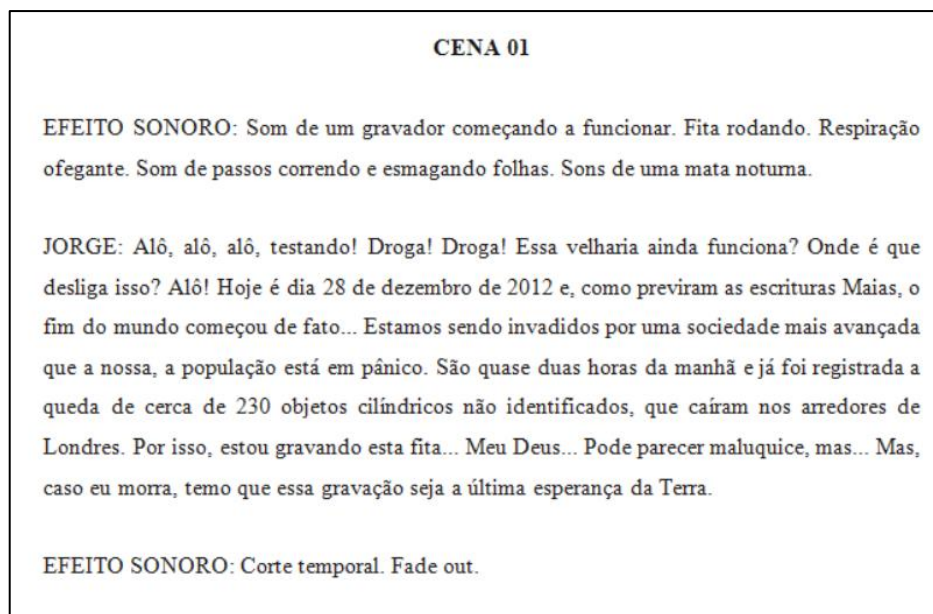 CENA 01
EFEITO SONORO: Som de um gravador começando a funcionar. Fita rodando. Respiração
ofegante. Som de passos correndo e esmagando folhas. Sons de uma mata noturna.
JORGE: Alô, alô, alô, testando! Droga! Droga! Essa velharia ainda funciona? Onde é que
desliga isso? Alô! Hoje é dia 28 de dezembro de 2012 e, como previram as escrituras Maias, o
fim do mundo começou de fato... Estamos sendo invadidos por uma sociedade mais avançada
que a nossa, a população está em pânico. São quase duas horas da manhã e já foi registrada a
queda de cerca de 230 objetos cilíndricos não identificados, que caíram nos arredores de
Londres. Por isso, estou gravando esta fita... Meu Deus... Pode parecer maluquice, mas... Mas,
caso eu morra, temo que essa gravação seja a última esperança da Terra.
EFEITO SONORO: Corte temporal. Fade out.